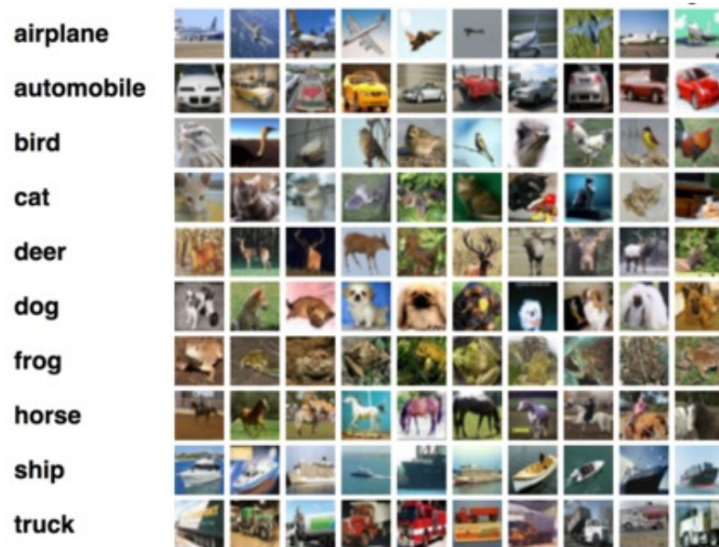 airplane
automobile
bird
cat
deer
dog
frog
horse
ship
truck